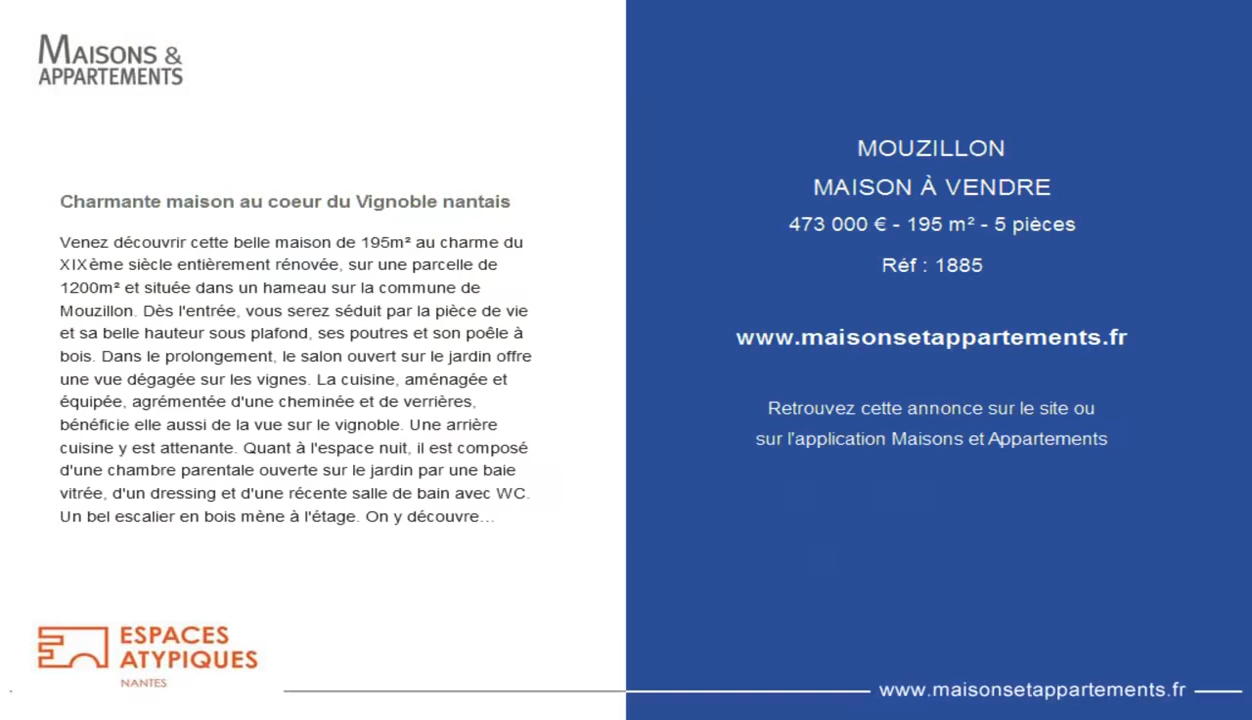 MAISONS &
APPARTEMENTS
Charmante maison au coeur du Vignoble nantais
Venez découvrir cette belle maison de 195m² au charme du
XIXème siècle entièrement rénovée, sur une parcelle de
1200m² et située dans un hameau sur la commune de
Mouzillon. Dès l'entrée, vous serez séduit par la pièce de vie
et sa belle hauteur sous plafond, ses poutres et son poêle à
bois. Dans le prolongement, le salon ouvert sur le jardin offre
une vue dégagée sur les vignes. La cuisine, aménagée et
équipée, agrémentée d'une cheminée et de verrières,
bénéficie elle aussi de la vue sur le vignoble. Une arrière
cuisine y est attenante. Quant à l'espace nuit, il est composé
d'une chambre parentale ouverte sur le jardin par une baie
vitrée, d'un dressing et d'une récente salle de bain avec WC.
Un bel escalier en bois mène à l'étage. On y découvre...
ESPACES
ATYPIQUES
NANTES
MOUZILLON
MAISON À VENDRE
473 000 € - 195 m² - 5 pièces
Réf : 1885
www.maisonsetappartements.fr
Retrouvez cette annonce sur le site ou
sur l'application Maisons et Appartements
www.maisonsetappartements.fr